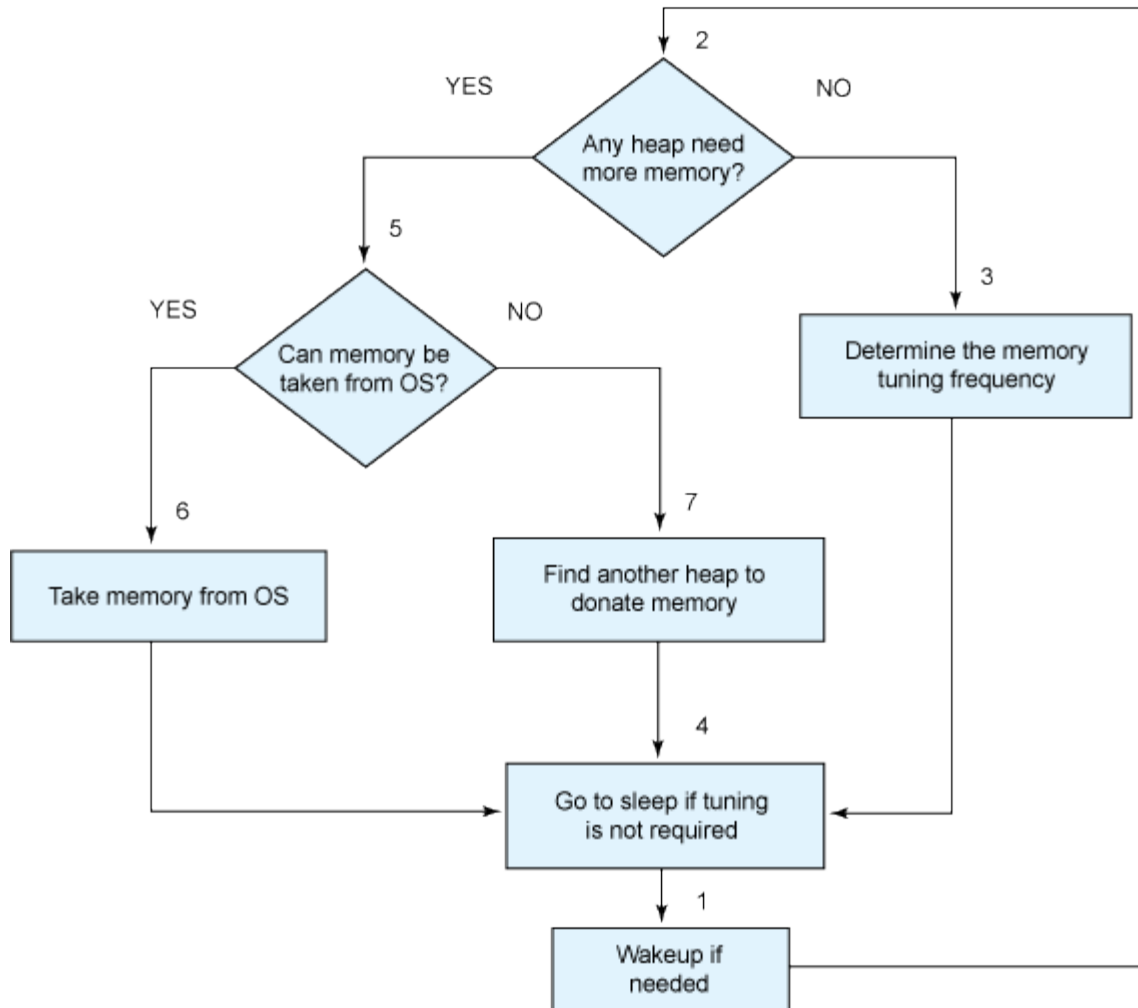 2
YES
NO
Any heap need
more memory?
5
3
YES
NO
Can memory be
taken from OS?
Determine the memory
tuning frequency
6
7
Take memory from OS
Find another heap to
donate memory
4
Go to sleep if tuning
is not required
1
Wakeup if
needed